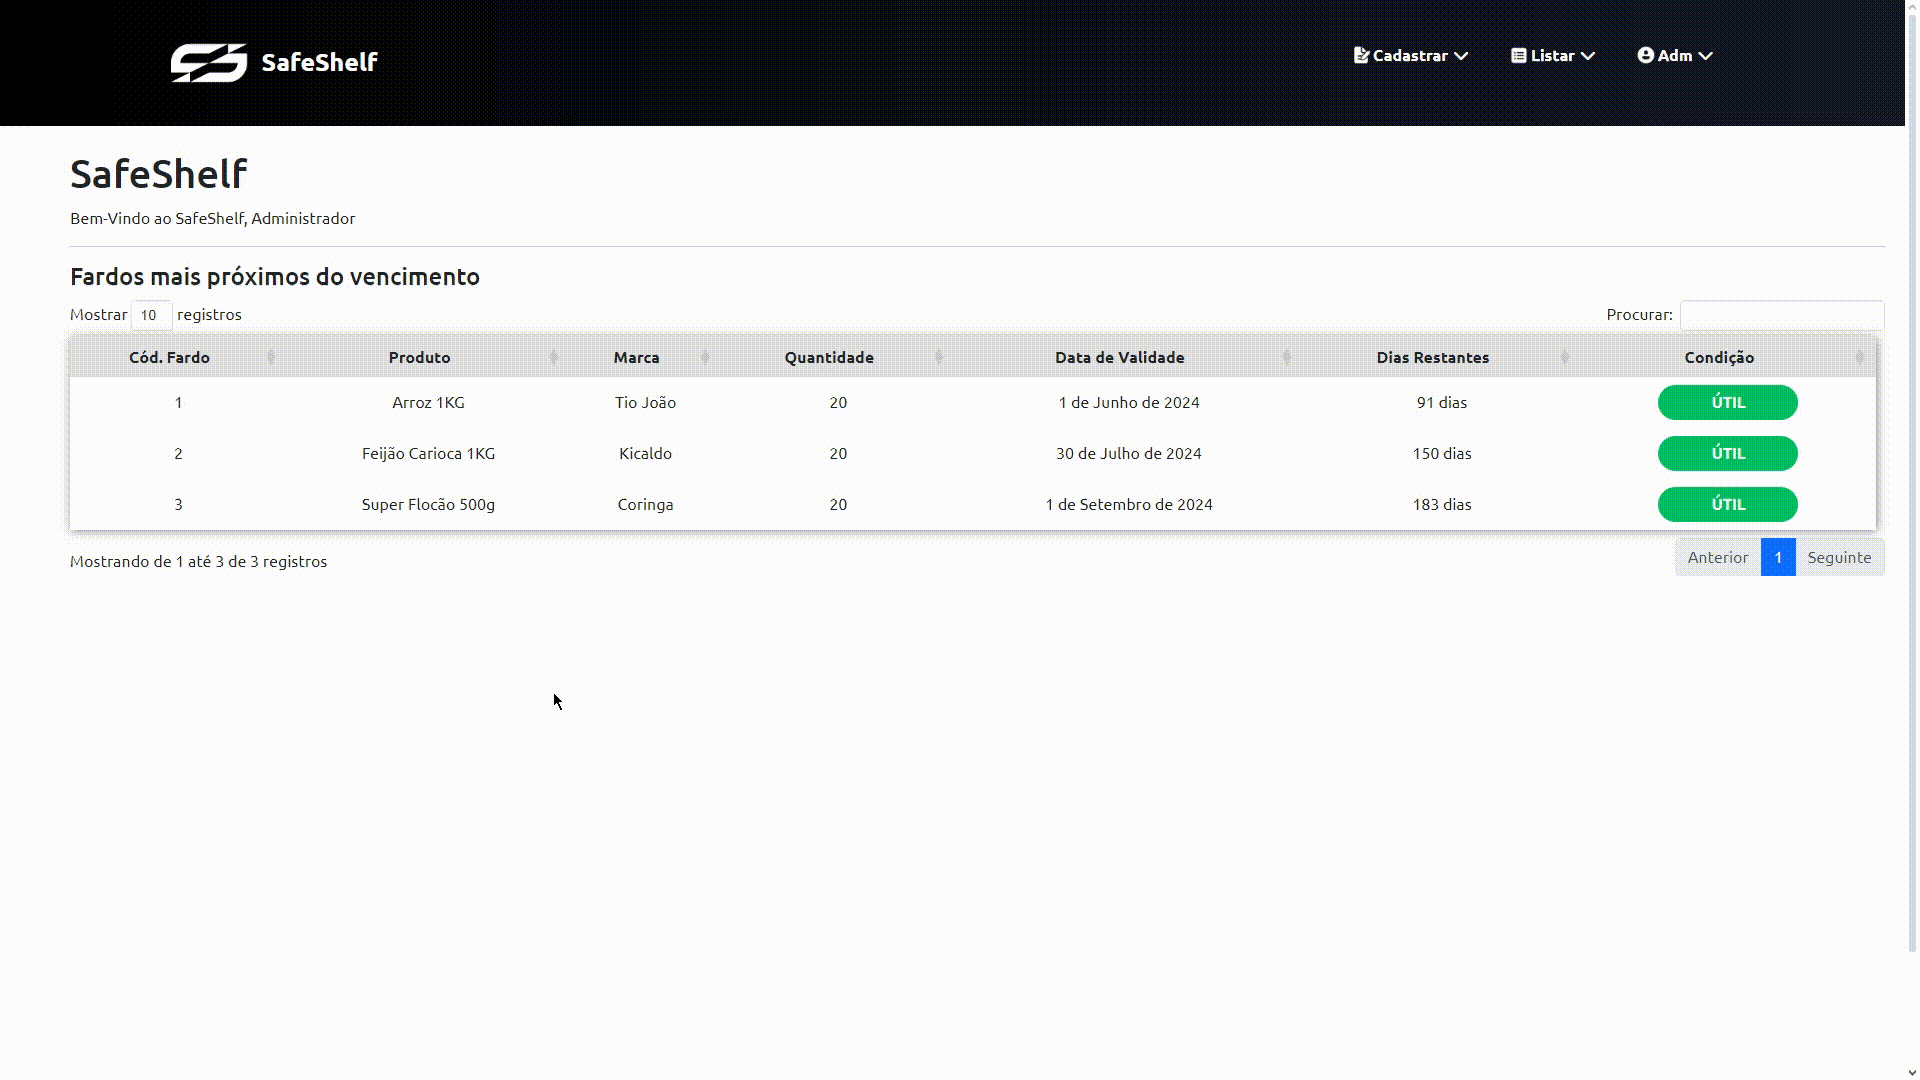 SafeShelf
Cadastrar
Listar
Adm
SafeShelf
Bem-Vindo ao SafeShelf, Administrador
Fardos mais próximos do vencimento
Mostrar 10 registros
Procurar:
Cód. Fardo Produto Marca Quantidade Data de Validade Dias Restantes Condição
1 Arroz 1KG Tio João 20 1 de Junho de 2024 91 dias ÚTIL
2 Feijão Carioca 1KG Kicaldo 20 30 de Julho de 2024 150 dias ÚTIL
3 Super Flocão 500g Coringa 20 1 de Setembro de 2024 183 dias ÚTIL
Mostrando de 1 até 3 de 3 registros
Anterior 1 Seguinte